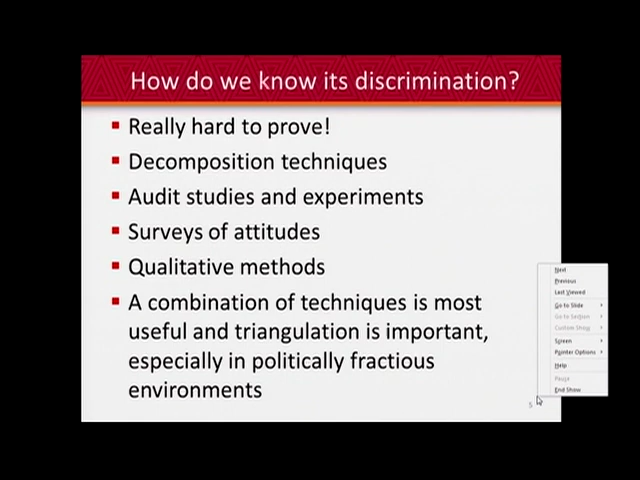 How do we know its discrimination?
Really hard to prove!
Decomposition techniques
Audit studies and experiments
Surveys of attitudes
Qualitative methods
A combination of techniques is most
useful and triangulation is important,
especially in politically fractious
environments
Next
Previous
Last Viewed
Go to Slide
Go to Section
Custom Show
Screen
Pointer Options
Help
Pause
End Show
5